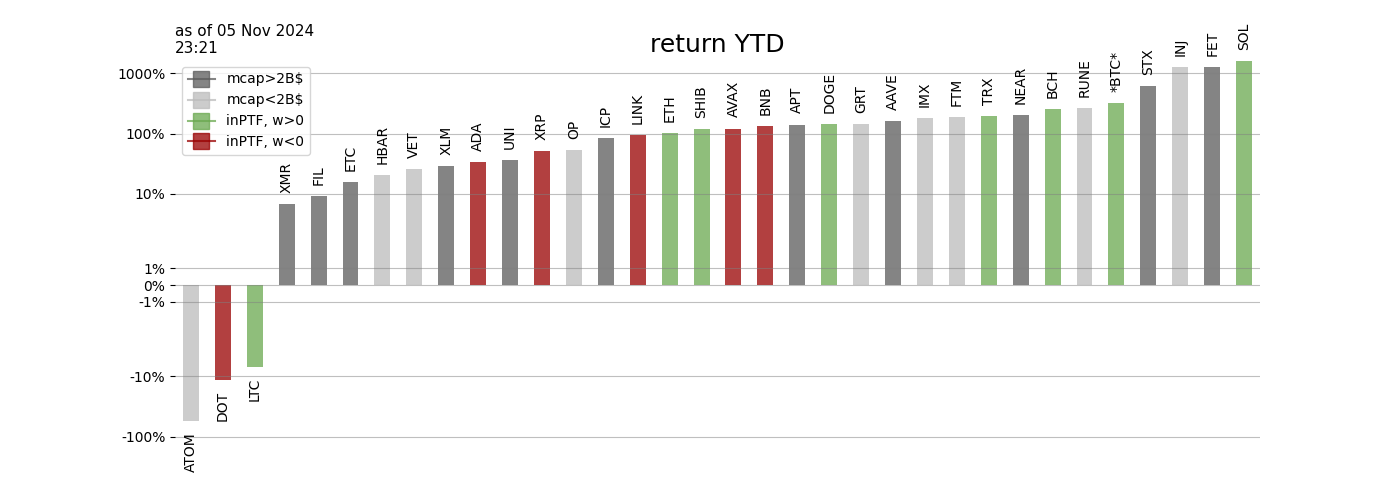 as of 05 Nov 2024
23:21
return YTD
1000%
100%
10%
1%
0%
-1%
-10%
-100%
mcap>2B$
mcap<2B$
inPTF, w>0
inPTF, w<0
ATOM
DOT
LTC
XMR
FIL
ETC
HBAR
VET
XLM
ADA
UNI
XRP
OP
ICP
LINK
ETH
SHIB
AVAX
BNB
APT
DOGE
GRT
AAVE
IMX
FTM
TRX
NEAR
BCH
RUNE
*BTC*
STX
INJ
FET
SOL